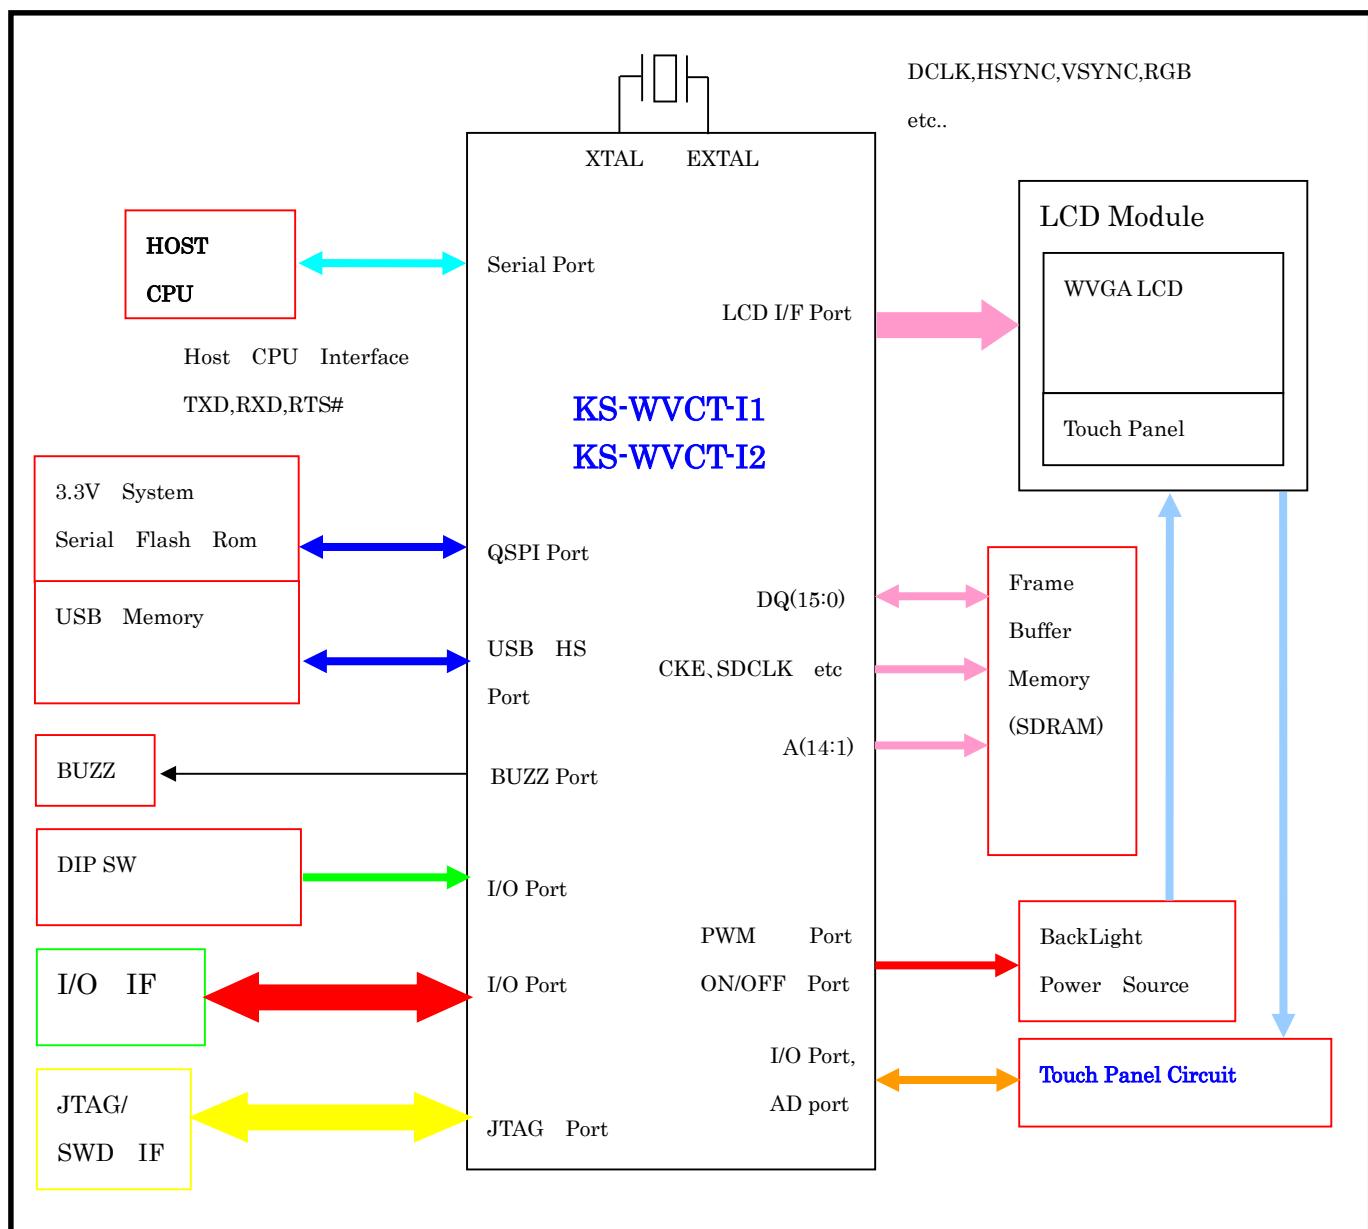 DCLK,HSYNC,VSYNC,RGB
etc..
XTAL EXTAL
HOST
CPU
Serial Port
Host CPU Interface
TXD,RXD,RTS#
LCD I/F Port
LCD Module
WVGA LCD
Touch Panel
KS-WVCT-I1
KS-WVCT-I2
3.3V System
Serial Flash Rom
QSPI Port
USB Memory
USB HS
Port
DQ(15:0)
CKE、SDCLK etc
A(14:1)
Frame
Buffer
Memory
(SDRAM)
BUZZ
BUZZ Port
DIP SW
I/O Port
I/O IF
I/O Port
PWM Port
ON/OFF Port
BackLight
Power Source
I/O Port,
AD port
Touch Panel Circuit
JTAG/
SWD IF
JTAG Port